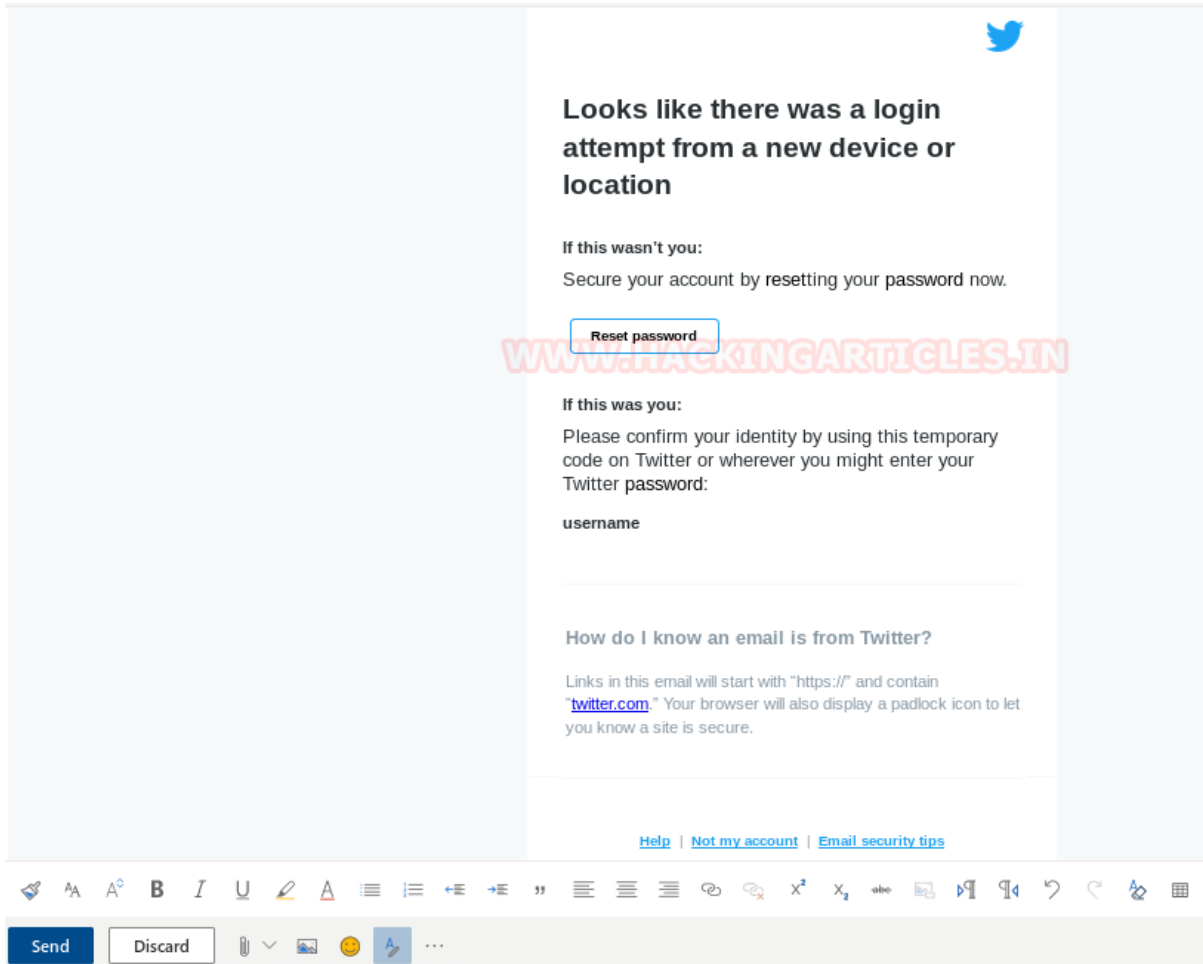 Looks like there was a login
attempt from a new device or
location
If this wasn't you:
Secure your account by resetting your password now.
Reset password
WWW.HACKINGARTICLES.IN
If this was you:
Please confirm your identity by using this temporary
code on Twitter or wherever you might enter your
Twitter password:
username
How do I know an email is from Twitter?
Links in this email will start with “https://” and contain
“twitter.com.” Your browser will also display a padlock icon to let
you know a site is secure.
Help | Not my account | Email security tips
Send Discard